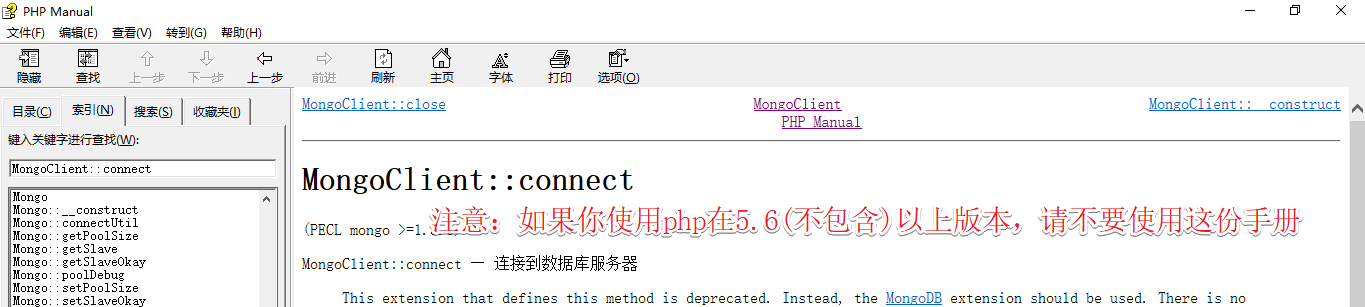 PHP Manual
文件(F) 编辑(E) 查看(V) 转到(G) 帮助(H)
隐藏 查找 上一步 下一步 上一步 前进 刷新 主页 字体 打印 选项(O)
目录(C) 索引(N) 搜索(S) 收藏夹(I)
键入关键字进行查找(W):
MongoClient::connect
Mongo
Mongo::__construct
Mongo::connectUtil
Mongo::getPoolSize
Mongo::getSlave
Mongo::getSlaveOkay
Mongo::poolDebug
Mongo::setPoolSize
Mongo::setSlaveOkay
MongoClient::close MongoClient MongoClient::__construct
PHP Manual
MongoClient::connect
注意：如果你使用php在5.6(不包含)以上版本，请不要使用这份手册
(PECL mongo >=1.
MongoClient::connect — 连接到数据库服务器
This extension that defines this method is deprecated. Instead, the MongoDB extension should be used. There is no